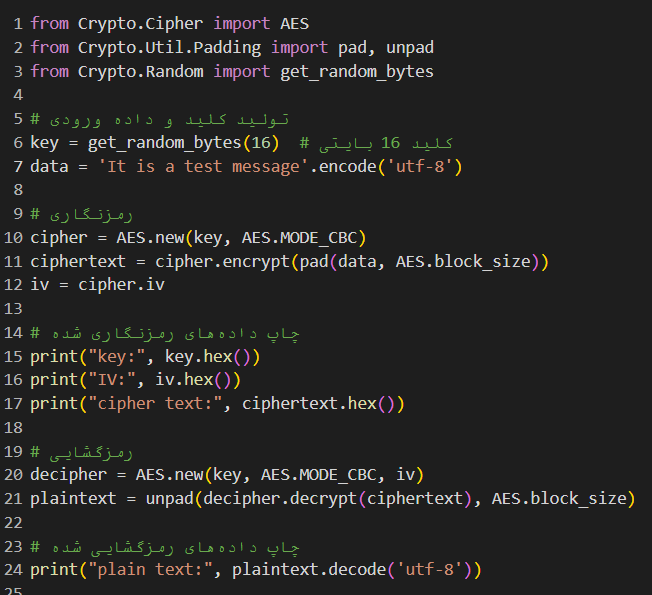 1 from Crypto.Cipher import AES
2 from Crypto.Util.Padding import pad, unpad
3 from Crypto.Random import get_random_bytes
4
5 # تولید کلید و داده ورودی
6 key = get_random_bytes(16)  # کلید 16 بایتی
7 data = 'It is a test message'.encode('utf-8')
8
9 # رمزنگاری
10 cipher = AES.new(key, AES.MODE_CBC)
11 ciphertext = cipher.encrypt(pad(data, AES.block_size))
12 iv = cipher.iv
13
14 # چاپ داده‌های رمزنگاری شده
15 print("key:", key.hex())
16 print("IV:", iv.hex())
17 print("cipher text:", ciphertext.hex())
18
19 # رمزگشایی
20 decipher = AES.new(key, AES.MODE_CBC, iv)
21 plaintext = unpad(decipher.decrypt(ciphertext), AES.block_size)
22
23 # چاپ داده‌های رمزگشایی شده
24 print("plain text:", plaintext.decode('utf-8'))
25